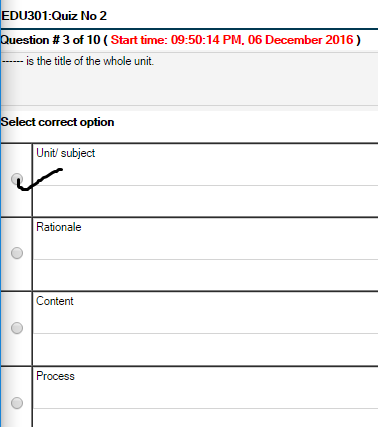 EDU301:Quiz No 2
Question # 3 of 10 ( Start time: 09:50:14 PM, 06 December 2016 )
------ is the title of the whole unit.
Select correct option
Unit/ subject
Rationale
Content
Process